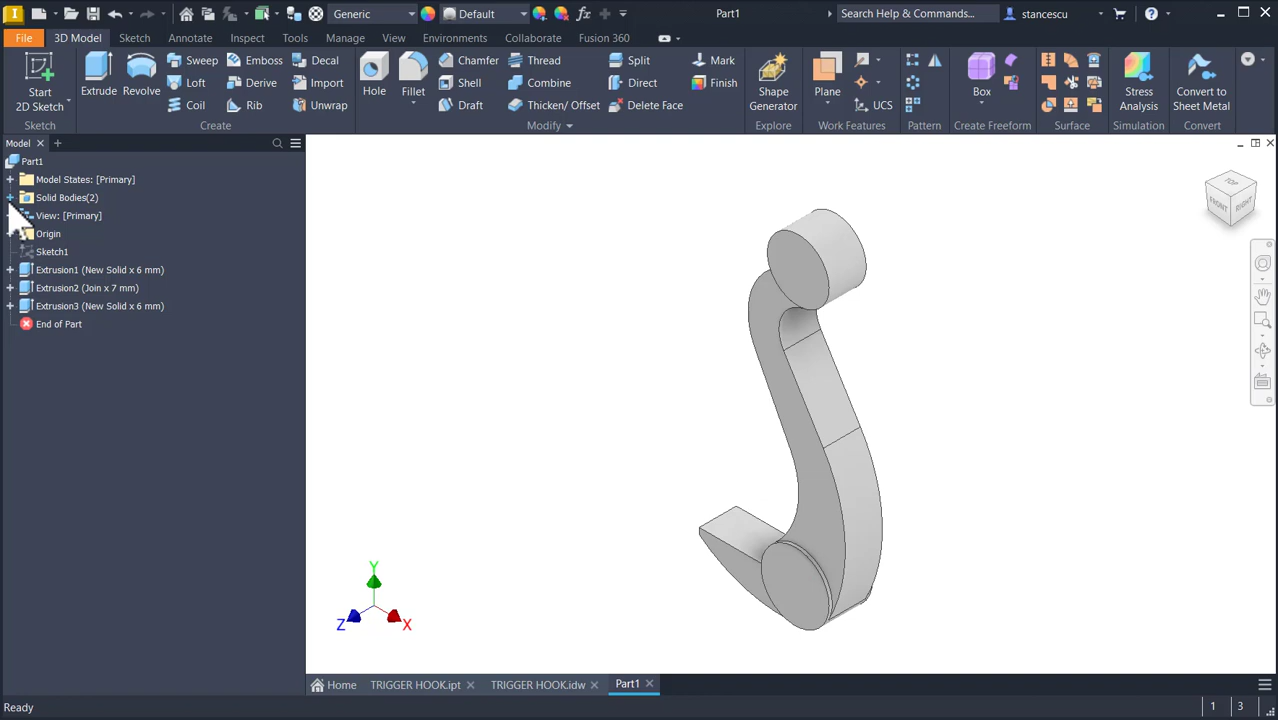 Generic
Default
Part1
Search Help & Commands...
stancescu
File
3D Model
Sketch
Annotate
Inspect
Tools
Manage
View
Environments
Collaborate
Fusion 360
Start
2D Sketch
Sketch
Extrude
Revolve
Sweep
Loft
Coil
Emboss
Derive
Rib
Decal
Import
Unwrap
Create
Hole
Fillet
Chamfer
Shell
Draft
Thread
Combine
Thicken/ Offset
Split
Direct
Delete Face
Modify
Mark
Finish
Shape
Generator
Explore
Plane
UCS
Work Features
Pattern
Box
Create Freeform
Surface
Stress
Analysis
Simulation
Convert to
Sheet Metal
Convert
Model
Part1
Model States: [Primary]
Solid Bodies(2)
View: [Primary]
Origin
Sketch1
Extrusion1 (New Solid x 6 mm)
Extrusion2 (Join x 7 mm)
Extrusion3 (New Solid x 6 mm)
End of Part
TOP
FRONT
RIGHT
Y
Z
X
Home
TRIGGER HOOK.ipt
TRIGGER HOOK.idw
Part1
Ready
1
3